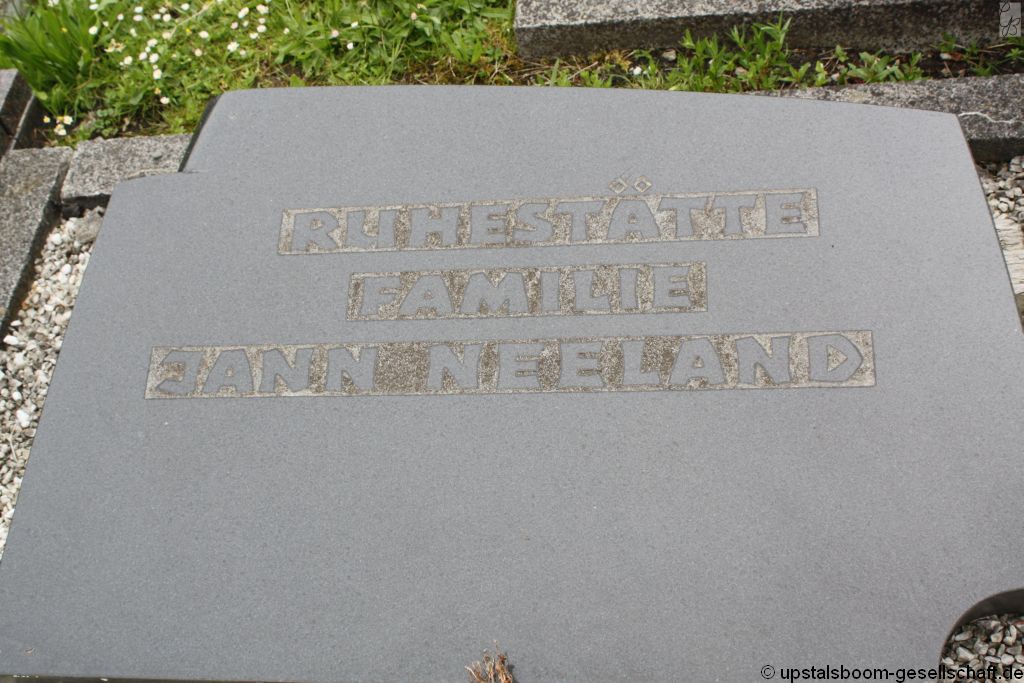 RUHESTÄTTE
FAMILIE
JANN NEELAND
© upstalsboom-gesellschaft.de